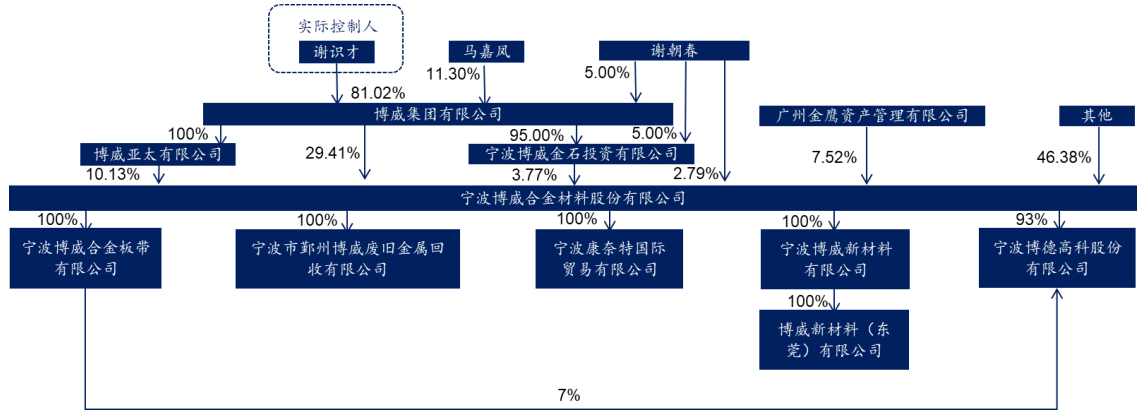 实际控制人
谢识才
马嘉凤
谢朝春
81.02%
11.30%
5.00%
博威集团有限公司
广州金鹰资产管理有限公司
其他
100%
29.41%
95.00%
5.00%
博威亚太有限公司
宁波博威金石投资有限公司
10.13%
3.77%
2.79%
7.52%
46.38%
宁波博威合金材料股份有限公司
100%
100%
100%
100%
93%
宁波博威合金板带
有限公司
宁波市鄞州博威废旧金属回
收有限公司
宁波康奈特国际
贸易有限公司
宁波博威新材料
有限公司
宁波博德高科股份
有限公司
100%
博威新材料（东
莞）有限公司
7%